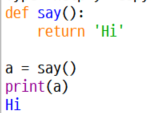 def say():
    return 'Hi'

a = say()
print(a)
Hi